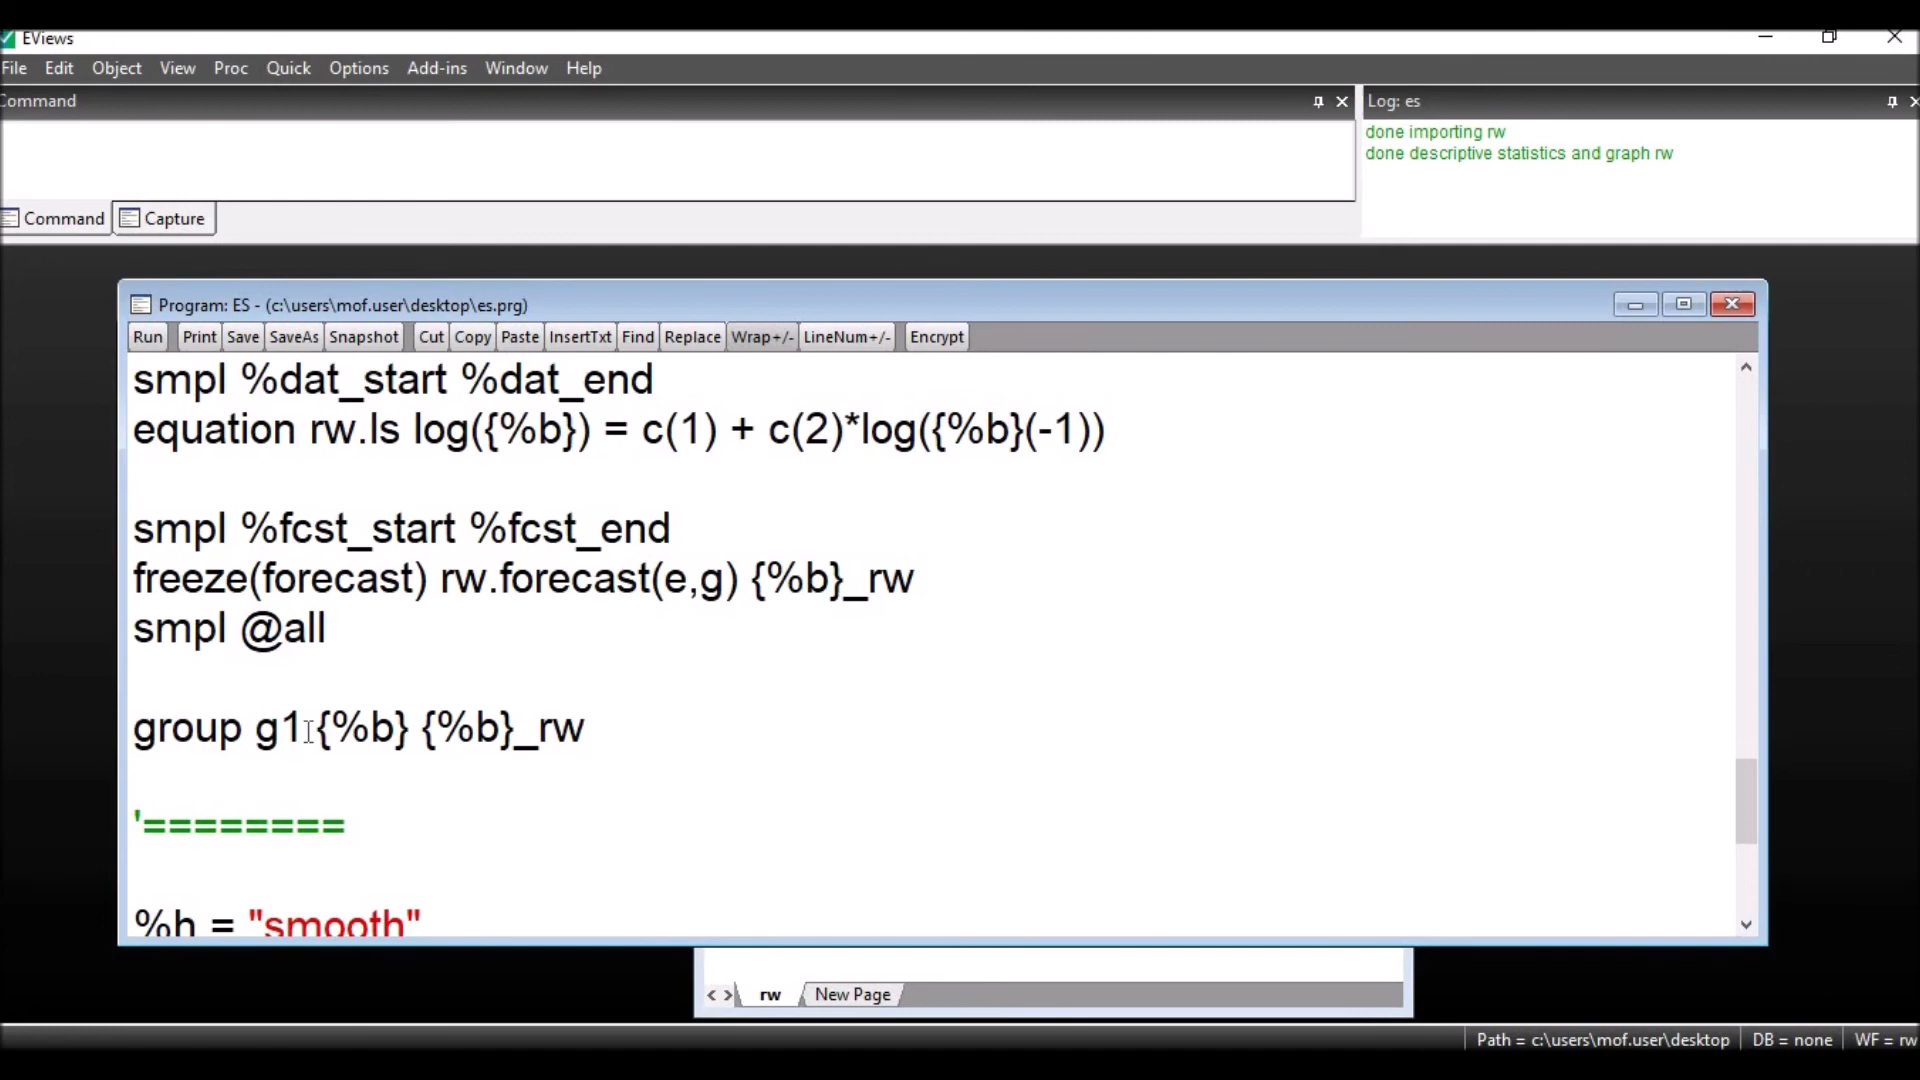 EViews
File Edit Object View Proc Quick Options Add-ins Window Help
Command
Log: es
done importing rw
done descriptive statistics and graph rw
Command Capture
Program: ES - (c:\users\mof.user\desktop\es.prg)
Run Print Save SaveAs Snapshot Cut Copy Paste InsertTxt Find Replace Wrap+/- LineNum+/- Encrypt
smpl %dat_start %dat_end
equation rw.ls log({%b}) = c(1) + c(2)*log({%b}(-1))
smpl %fcst_start %fcst_end
freeze(forecast) rw.forecast(e,g) {%b}_rw
smpl @all
group g1 {%b} {%b}_rw
'========
%h = "smooth"
rw New Page
Path = c:\users\mof.user\desktop DB = none WF = rw